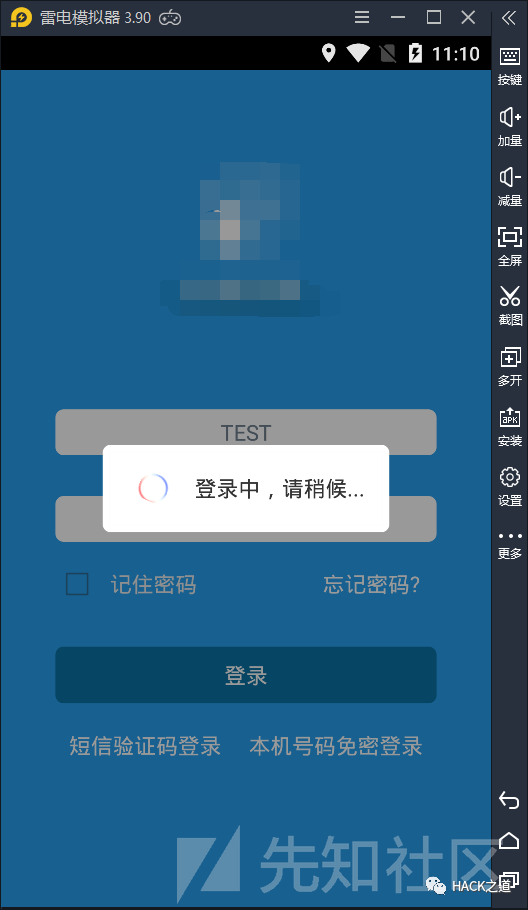 雷电模拟器 3.90
11:10
TEST
登录中，请稍候...
记住密码
忘记密码?
登录
短信验证码登录
本机号码免密登录
按键
加量
减量
全屏
截图
多开
APK
安装
设置
更多
先知社区
HACK之道